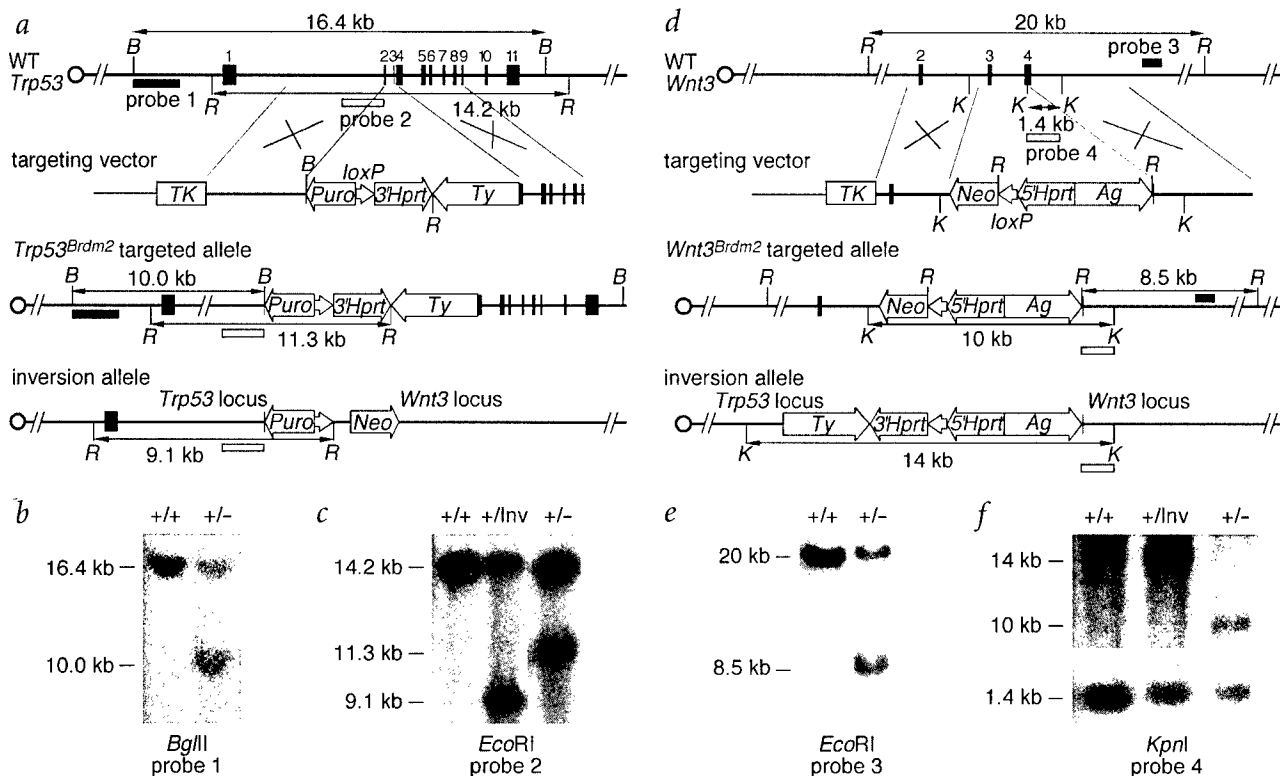 a
16.4 kb
B
B
WT
Trp53
1
2 3 4
5 6 7 8 9
10
11
probe 1
R
R
probe 2
14.2 kb
targeting vector
B
loxP
TK
Puro
3'Hprt
Ty
R
Trp53Brdm2 targeted allele
B
10.0 kb
B
B
Puro
3'Hprt
Ty
R
R
11.3 kb
inversion allele
Trp53 locus
Wnt3 locus
Puro
Neo
R
R
9.1 kb
d
20 kb
R
probe 3
R
WT
Wnt3
2
3
4
K
K
K
1.4 kb
probe 4
targeting vector
R
R
TK
Neo
5'Hprt
Ag
K
loxP
K
Wnt3Brdm2 targeted allele
R
R
R
8.5 kb
R
Neo
5'Hprt
Ag
K
10 kb
K
inversion allele
Trp53 locus
Wnt3 locus
Ty
3'Hprt
5'Hprt
Ag
K
14 kb
K
b
+/+ +/-
16.4 kb
10.0 kb
BglII
probe 1
c
+/+ +/Inv +/-
14.2 kb
11.3 kb
9.1 kb
EcoRI
probe 2
e
+/+ +/-
20 kb
8.5 kb
EcoRI
probe 3
f
+/+ +/Inv +/-
14 kb
10 kb
1.4 kb
KpnI
probe 4